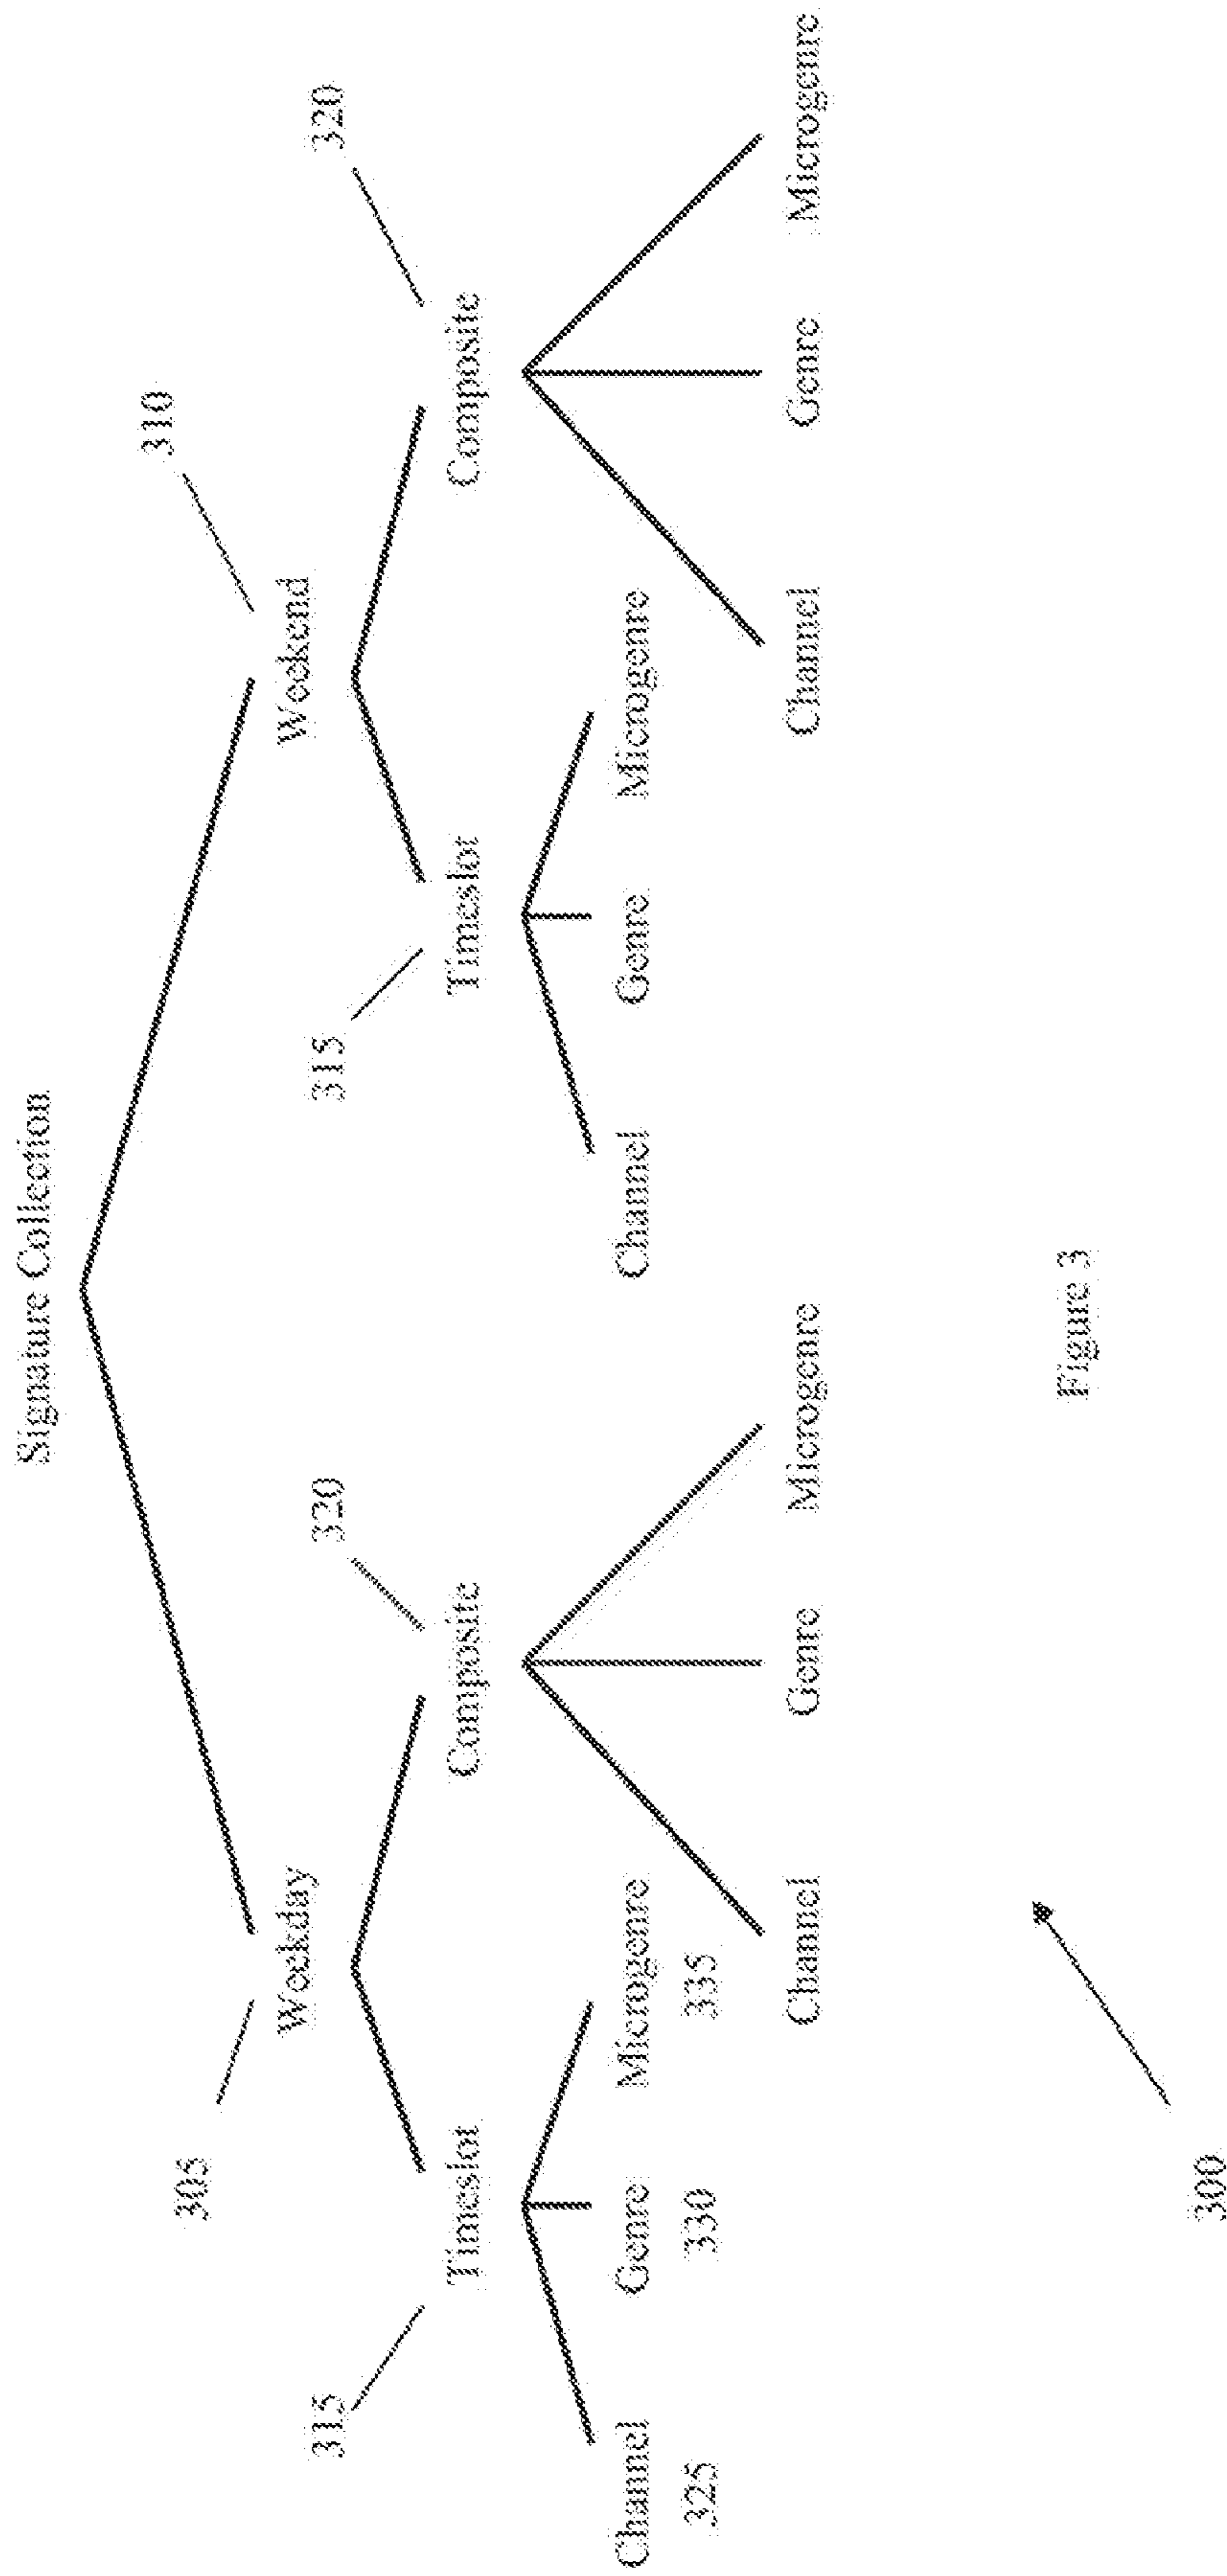 Signature Collection
305
Weekday
310
Weekend
315
Timeslot
320
Composite
315
Timeslot
320
Composite
Channel
325
Genre
330
Microgenre
335
Channel
Genre
Microgenre
Channel
Genre
Microgenre
Channel
Genre
Microgenre
300
Figure 3